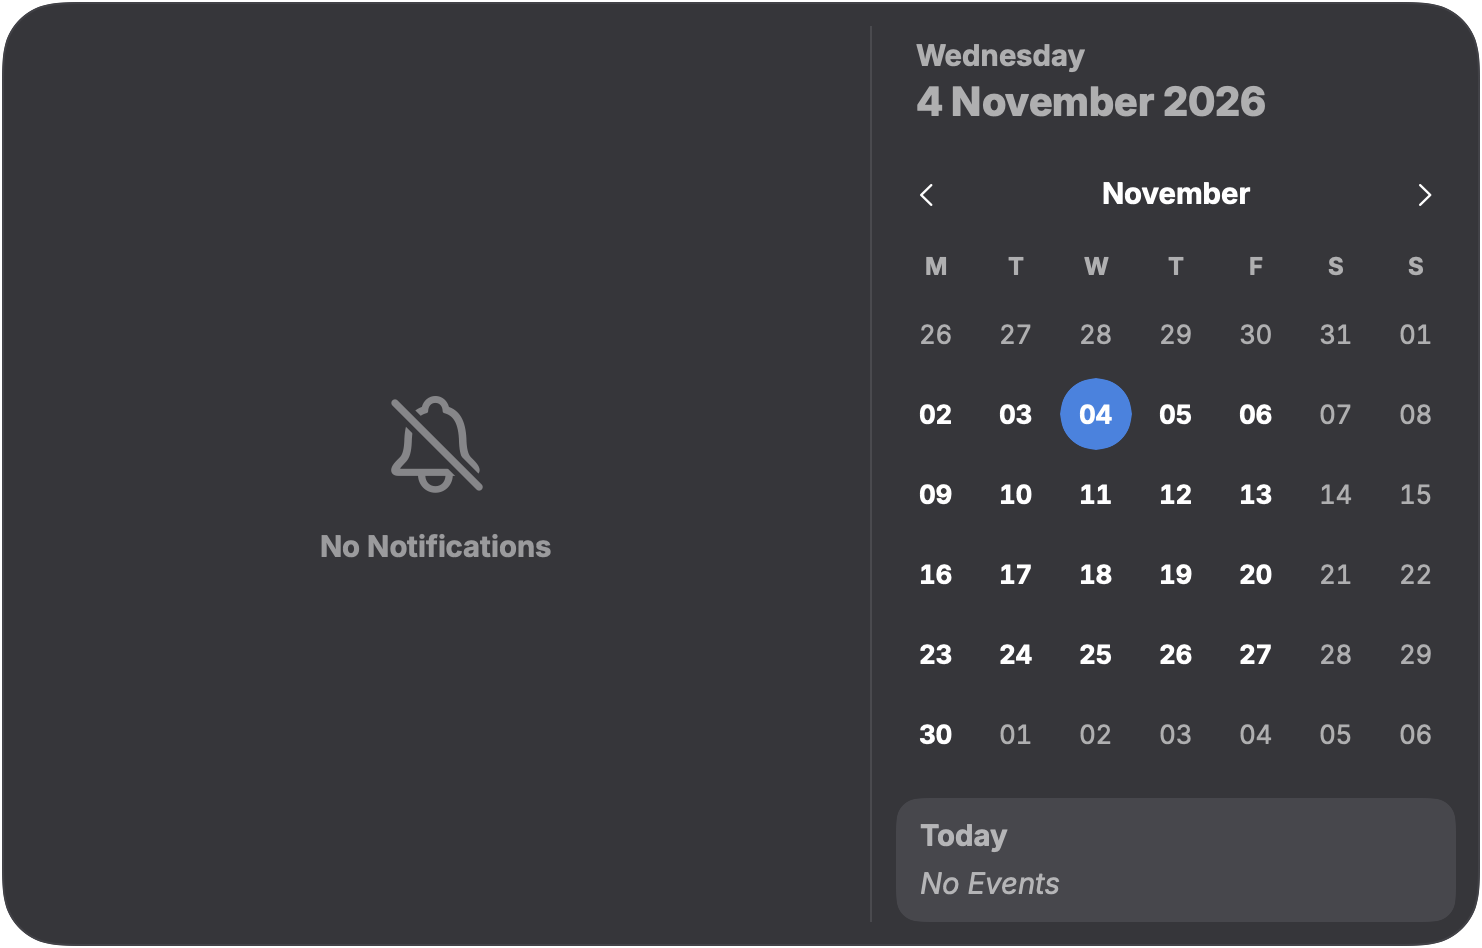 No Notifications
Wednesday
4 November 2026
November
M T W T F S S
26 27 28 29 30 31 01
02 03 04 05 06 07 08
09 10 11 12 13 14 15
16 17 18 19 20 21 22
23 24 25 26 27 28 29
30 01 02 03 04 05 06
Today
No Events